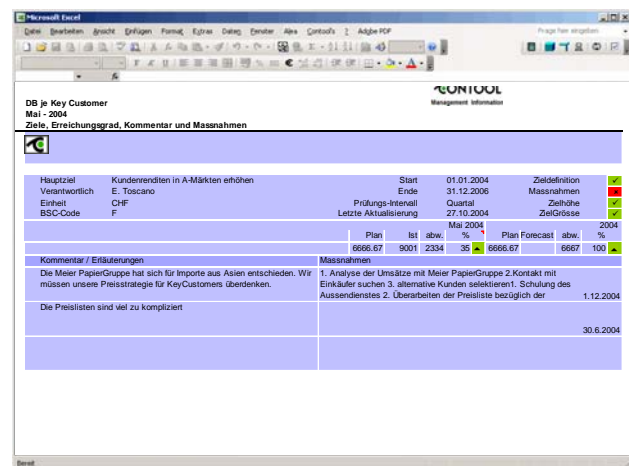 Microsoft Excel
Datei Bearbeiten Ansicht Einfügen Format Extras Daten Fenster Alea Contools ? Adobe PDF Frage hier eingeben
CONTOOL
Management Information
DB je Key Customer
Mai - 2004
Ziele, Erreichungsgrad, Kommentar und Massnahmen
Hauptziel Kundenrenditen in A-Märkten erhöhen Start 01.01.2004 Zieldefinition
Verantwortlich E. Toscano Ende 31.12.2006 Massnahmen
Einheit CHF Prüfungs-Intervall Quartal Zielhöhe
BSC-Code F Letzte Aktualisierung 27.10.2004 ZielGrösse
Mai 2004 2004
Plan Ist abw. % Plan Forecast abw. %
6666.67 9001 2334 35 6666.67 6667 100
Kommentar / Erläuterungen Massnahmen
Die Meier PapierGruppe hat sich für Importe aus Asien entschieden. Wir 1. Analyse der Umsätze mit Meier PapierGruppe 2.Kontakt mit
müssen unsere Preisstrategie für KeyCustomers überdenken. Einkäufer suchen 3. alternative Kunden selektieren1. Schulung des
Aussendienstes 2. Überarbeiten der Preisliste bezüglich der 1.12.2004
Die Preislisten sind viel zu kompliziert
30.6.2004
Bereit